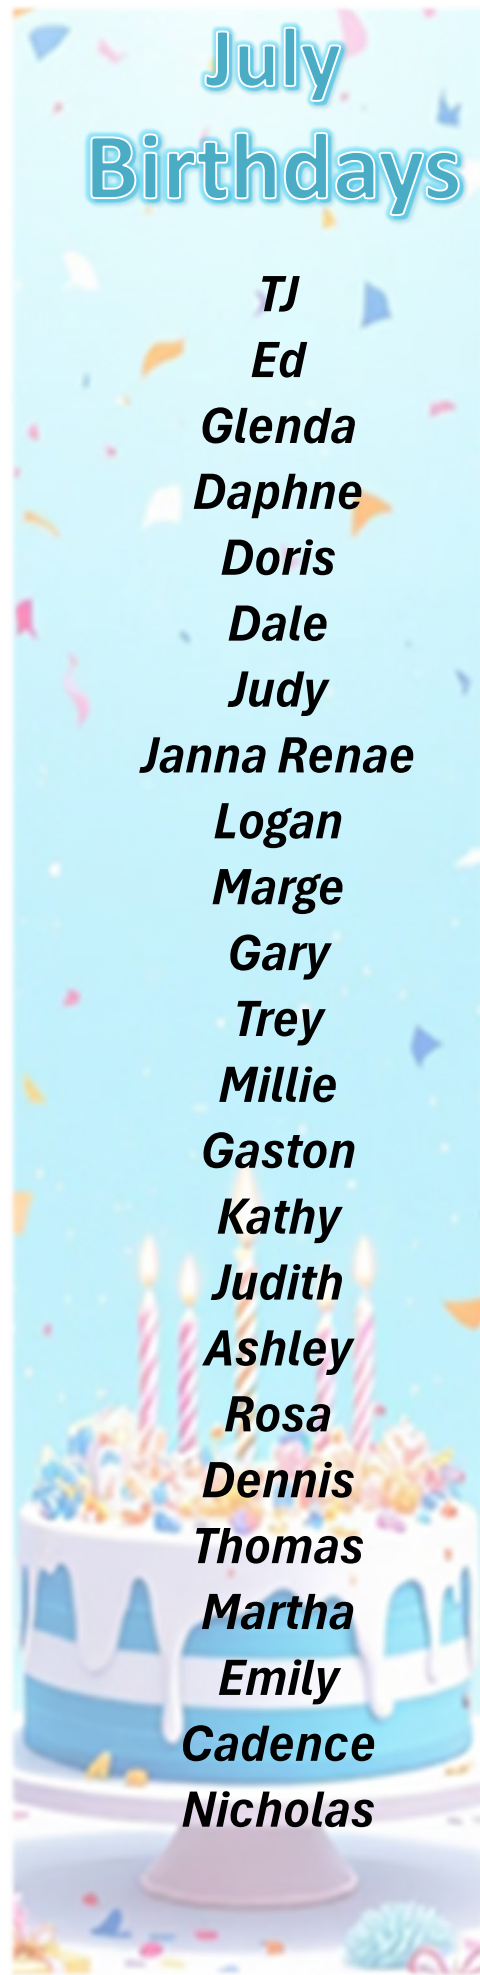 July
Birthdays
TJ
Ed
Glenda
Daphne
Doris
Dale
Judy
Janna Renae
Logan
Marge
Gary
Trey
Millie
Gaston
Kathy
Judith
Ashley
Rosa
Dennis
Thomas
Martha
Emily
Cadence
Nicholas